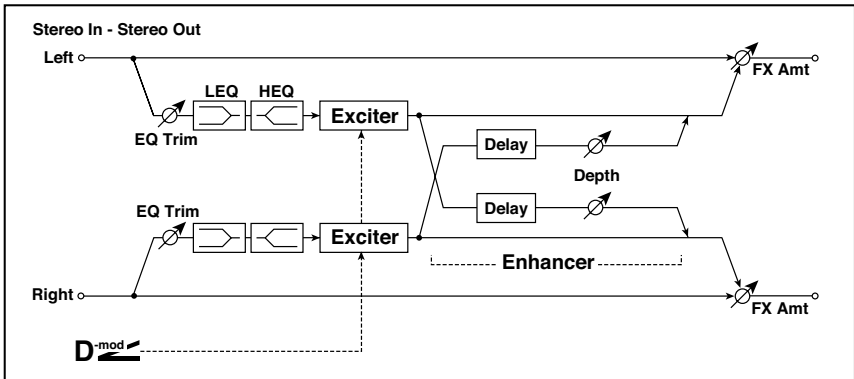 Stereo In - Stereo Out
Left
FX Amt
LEQ HEQ
EQ Trim
Exciter
Delay
Depth
EQ Trim
Delay
Exciter
Enhancer
Right
FX Amt
D-mod